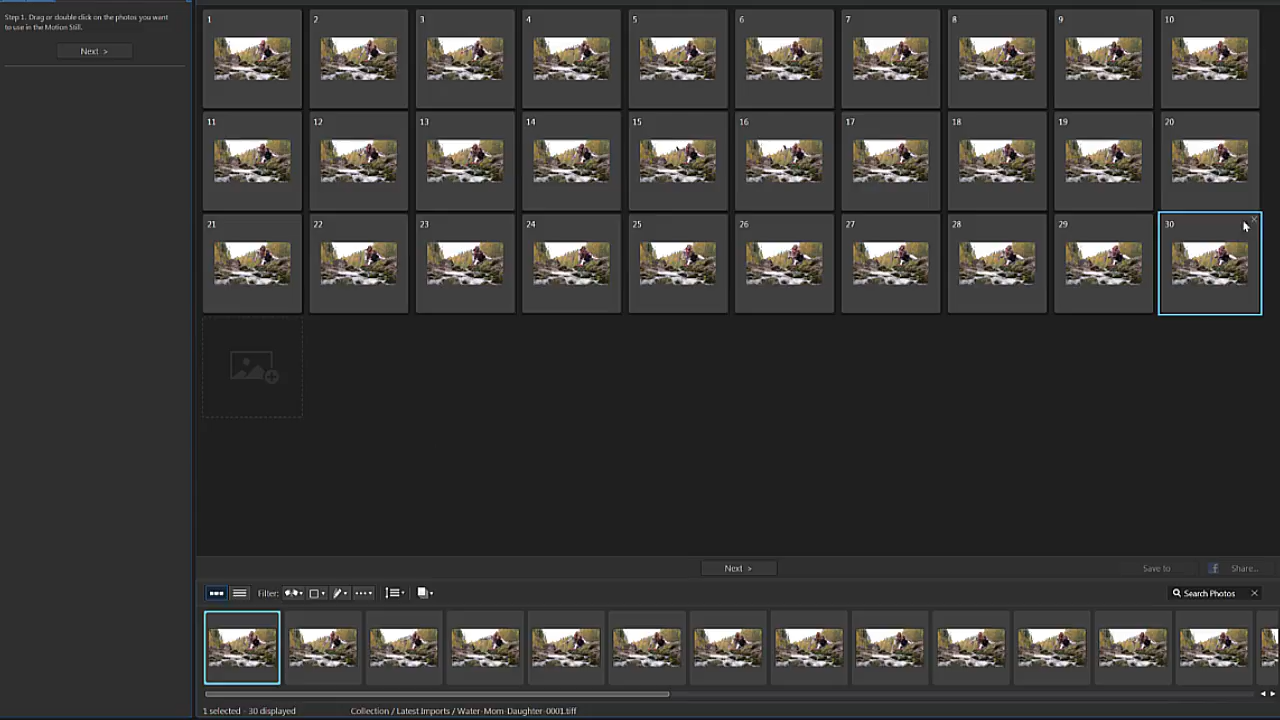 Step 1. Drag or double click on the photos you want
to use in the Motion Still.
Next >
1 2 3 4 5 6 7 8 9 10
11 12 13 14 15 16 17 18 19 20
21 22 23 24 25 26 27 28 29 30
Next >
Save to
f Share...
Filter:
Search Photos
1 selected - 30 displayed
Collection / Latest Imports / Water-Mom-Daughter-0001.tiff